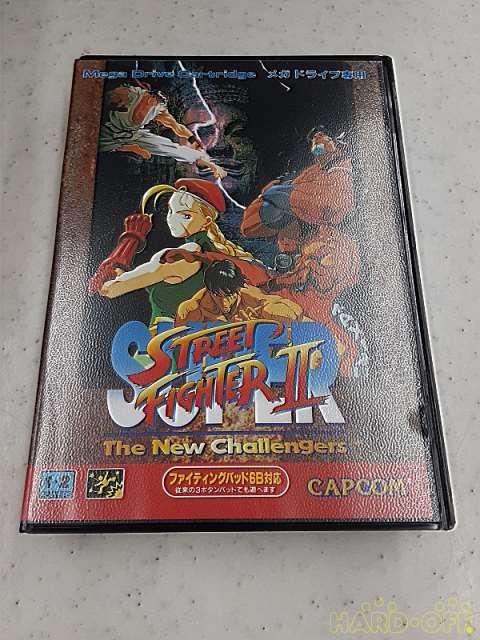 Mega Drive Cartridge メガドライブ専用
SUPER
STREET
FIGHTER II
The New Challengers
ファイティングパッド6B対応
従来の3ボタンパッドでも遊べます
CAPCOM
HARD-OFF